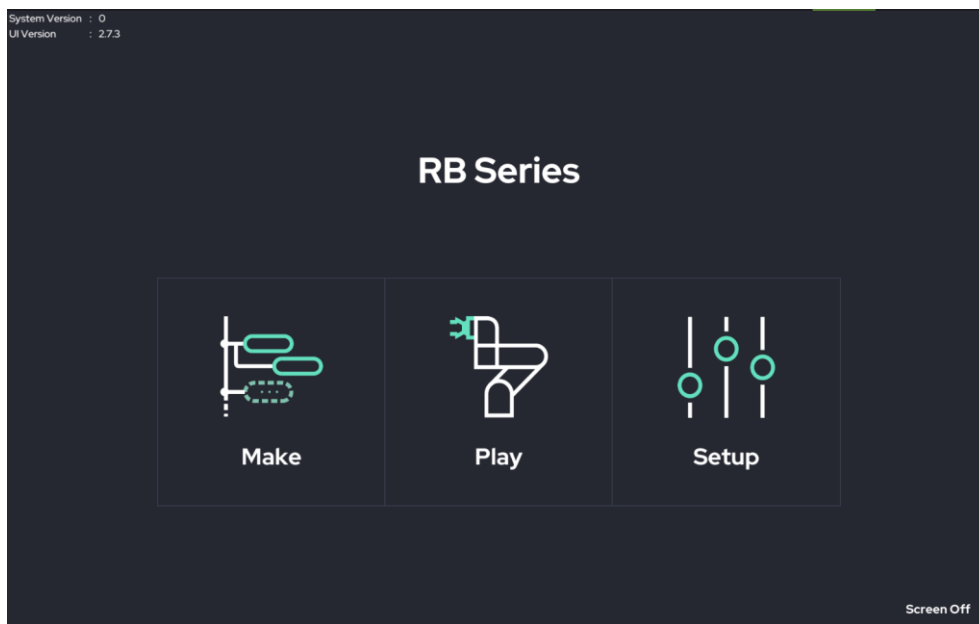 System Version : 0
UI Version : 2.7.3
RB Series
Make
Play
Setup
Screen Off